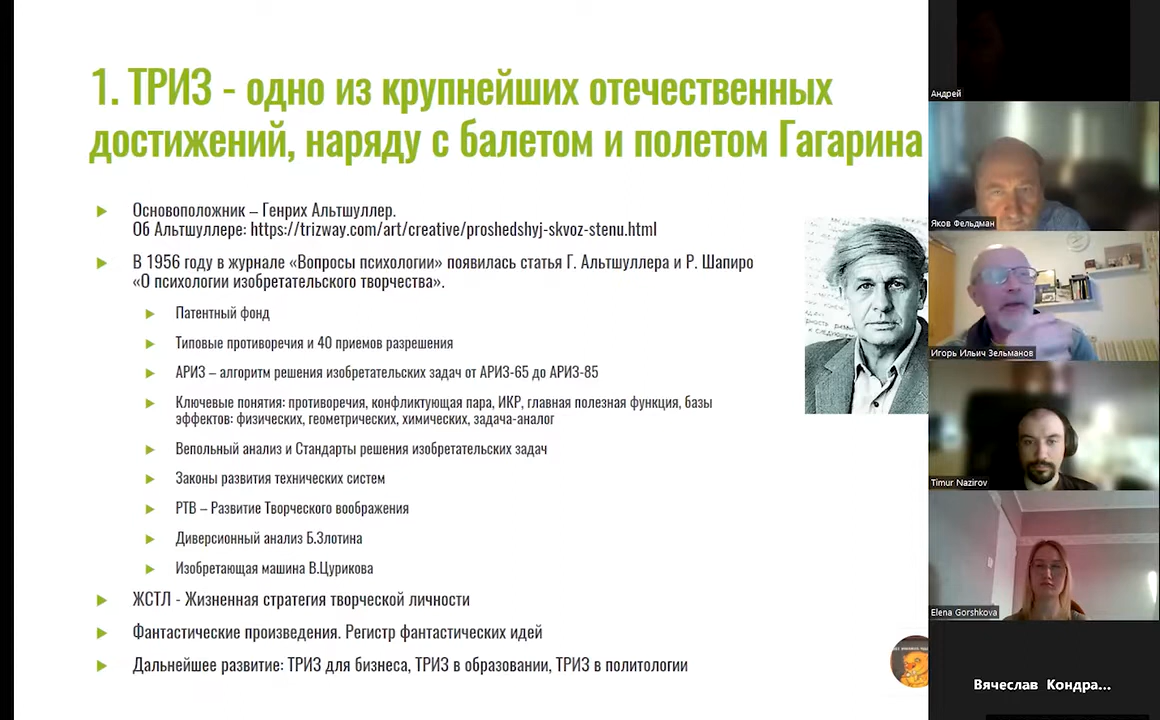 1. ТРИЗ - одно из крупнейших отечественных
достижений, наряду с балетом и полетом Гагарина
Основоположник – Генрих Альтшуллер.
Об Альтшуллере: https://trizway.com/art/creative/proshedshyj-skvoz-stenu.html
В 1956 году в журнале «Вопросы психологии» появилась статья Г. Альтшуллера и Р. Шапиро
«О психологии изобретательского творчества».
Патентный фонд
Типовые противоречия и 40 приемов разрешения
АРИЗ – алгоритм решения изобретательских задач от АРИЗ-65 до АРИЗ-85
Ключевые понятия: противоречия, конфликтующая пара, ИКР, главная полезная функция, базы
эффектов: физических, геометрических, химических, задача-аналог
Вепольный анализ и Стандарты решения изобретательских задач
Законы развития технических систем
РТВ – Развитие Творческого воображения
Диверсионный анализ Б.Злотина
Изобретающая машина В.Цурикова
ЖСТЛ - Жизненная стратегия творческой личности
Фантастические произведения. Регистр фантастических идей
Дальнейшее развитие: ТРИЗ для бизнеса, ТРИЗ в образовании, ТРИЗ в политологии
Андрей
Яков Фельдман
Игорь Ильич Зельманов
Timur Nazirov
Elena Gorshkova
Вячеслав Кондра...